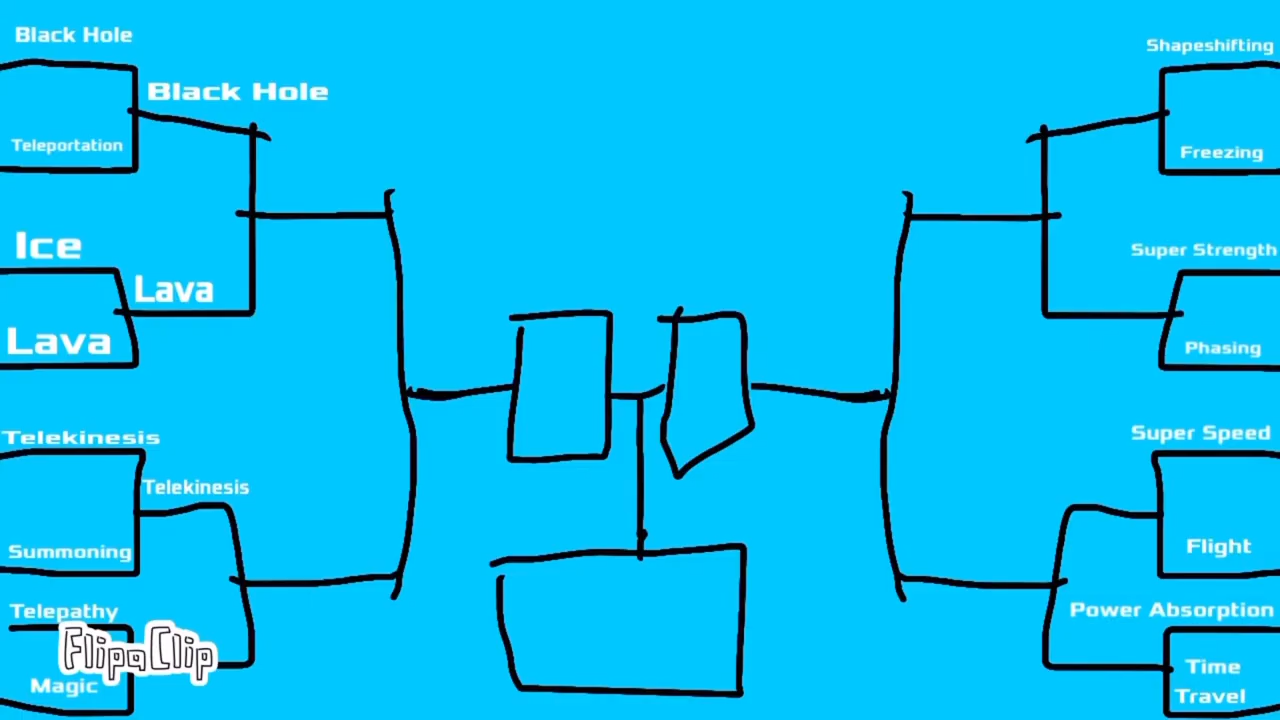 Black Hole
Black Hole
Teleportation
Ice
Lava
Lava
Telekinesis
Telekinesis
Summoning
Telepathy
FlipaClip
Magic
Shapeshifting
Freezing
Super Strength
Phasing
Super Speed
Flight
Power Absorption
Time
Travel